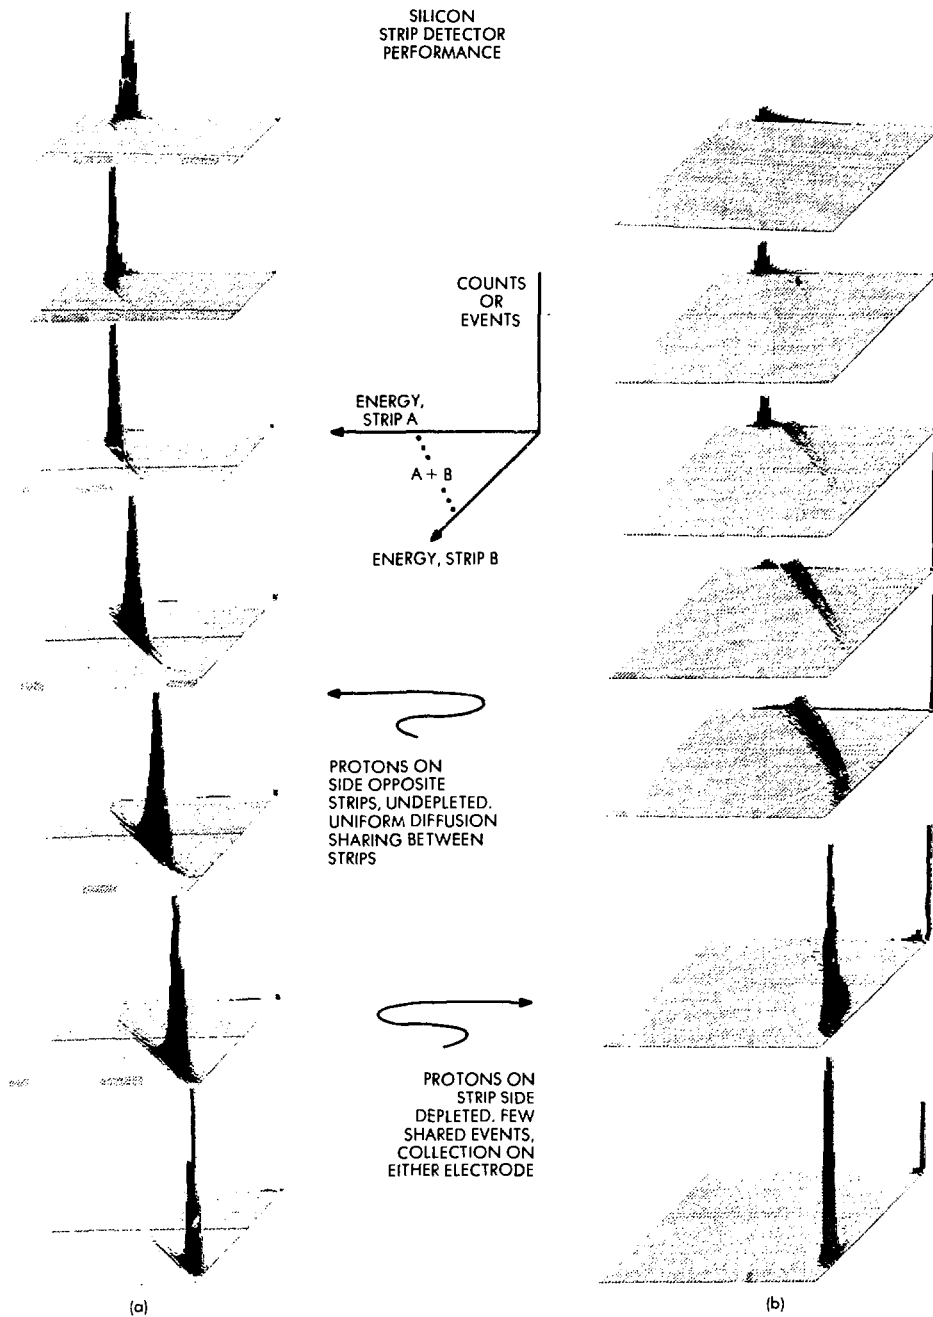 SILICON
STRIP DETECTOR
PERFORMANCE
COUNTS
OR
EVENTS
ENERGY,
STRIP A
A + B
ENERGY, STRIP B
PROTONS ON
SIDE OPPOSITE
STRIPS, UNDEPLETED.
UNIFORM DIFFUSION
SHARING BETWEEN
STRIPS
PROTONS ON
STRIP SIDE
DEPLETED. FEW
SHARED EVENTS,
COLLECTION ON
EITHER ELECTRODE
(a)
(b)